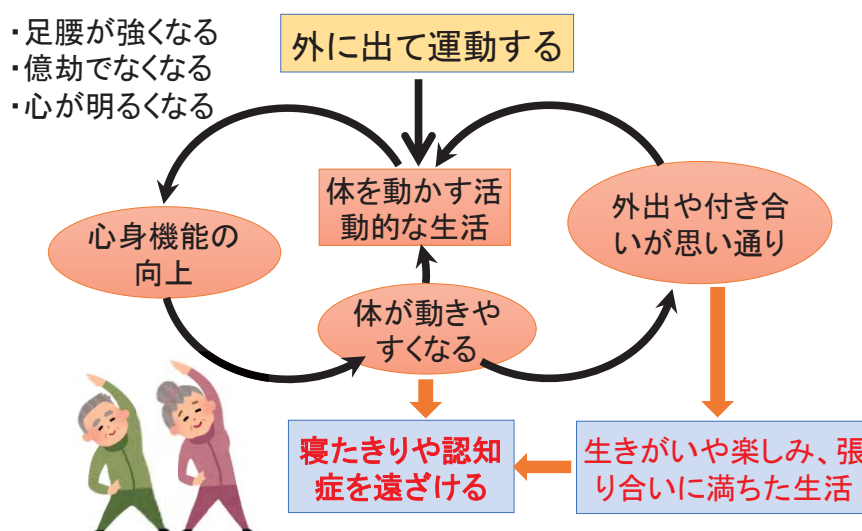 ・足腰が強くなる
・億劫でなくなる
・心が明るくなる
外に出て運動する
体を動かす活
動的な生活
外出や付き合
いが思い通り
心身機能の
向上
体が動きや
すくなる
寝たきりや認知
症を遠ざける
生きがいや楽しみ、張
り合いに満ちた生活